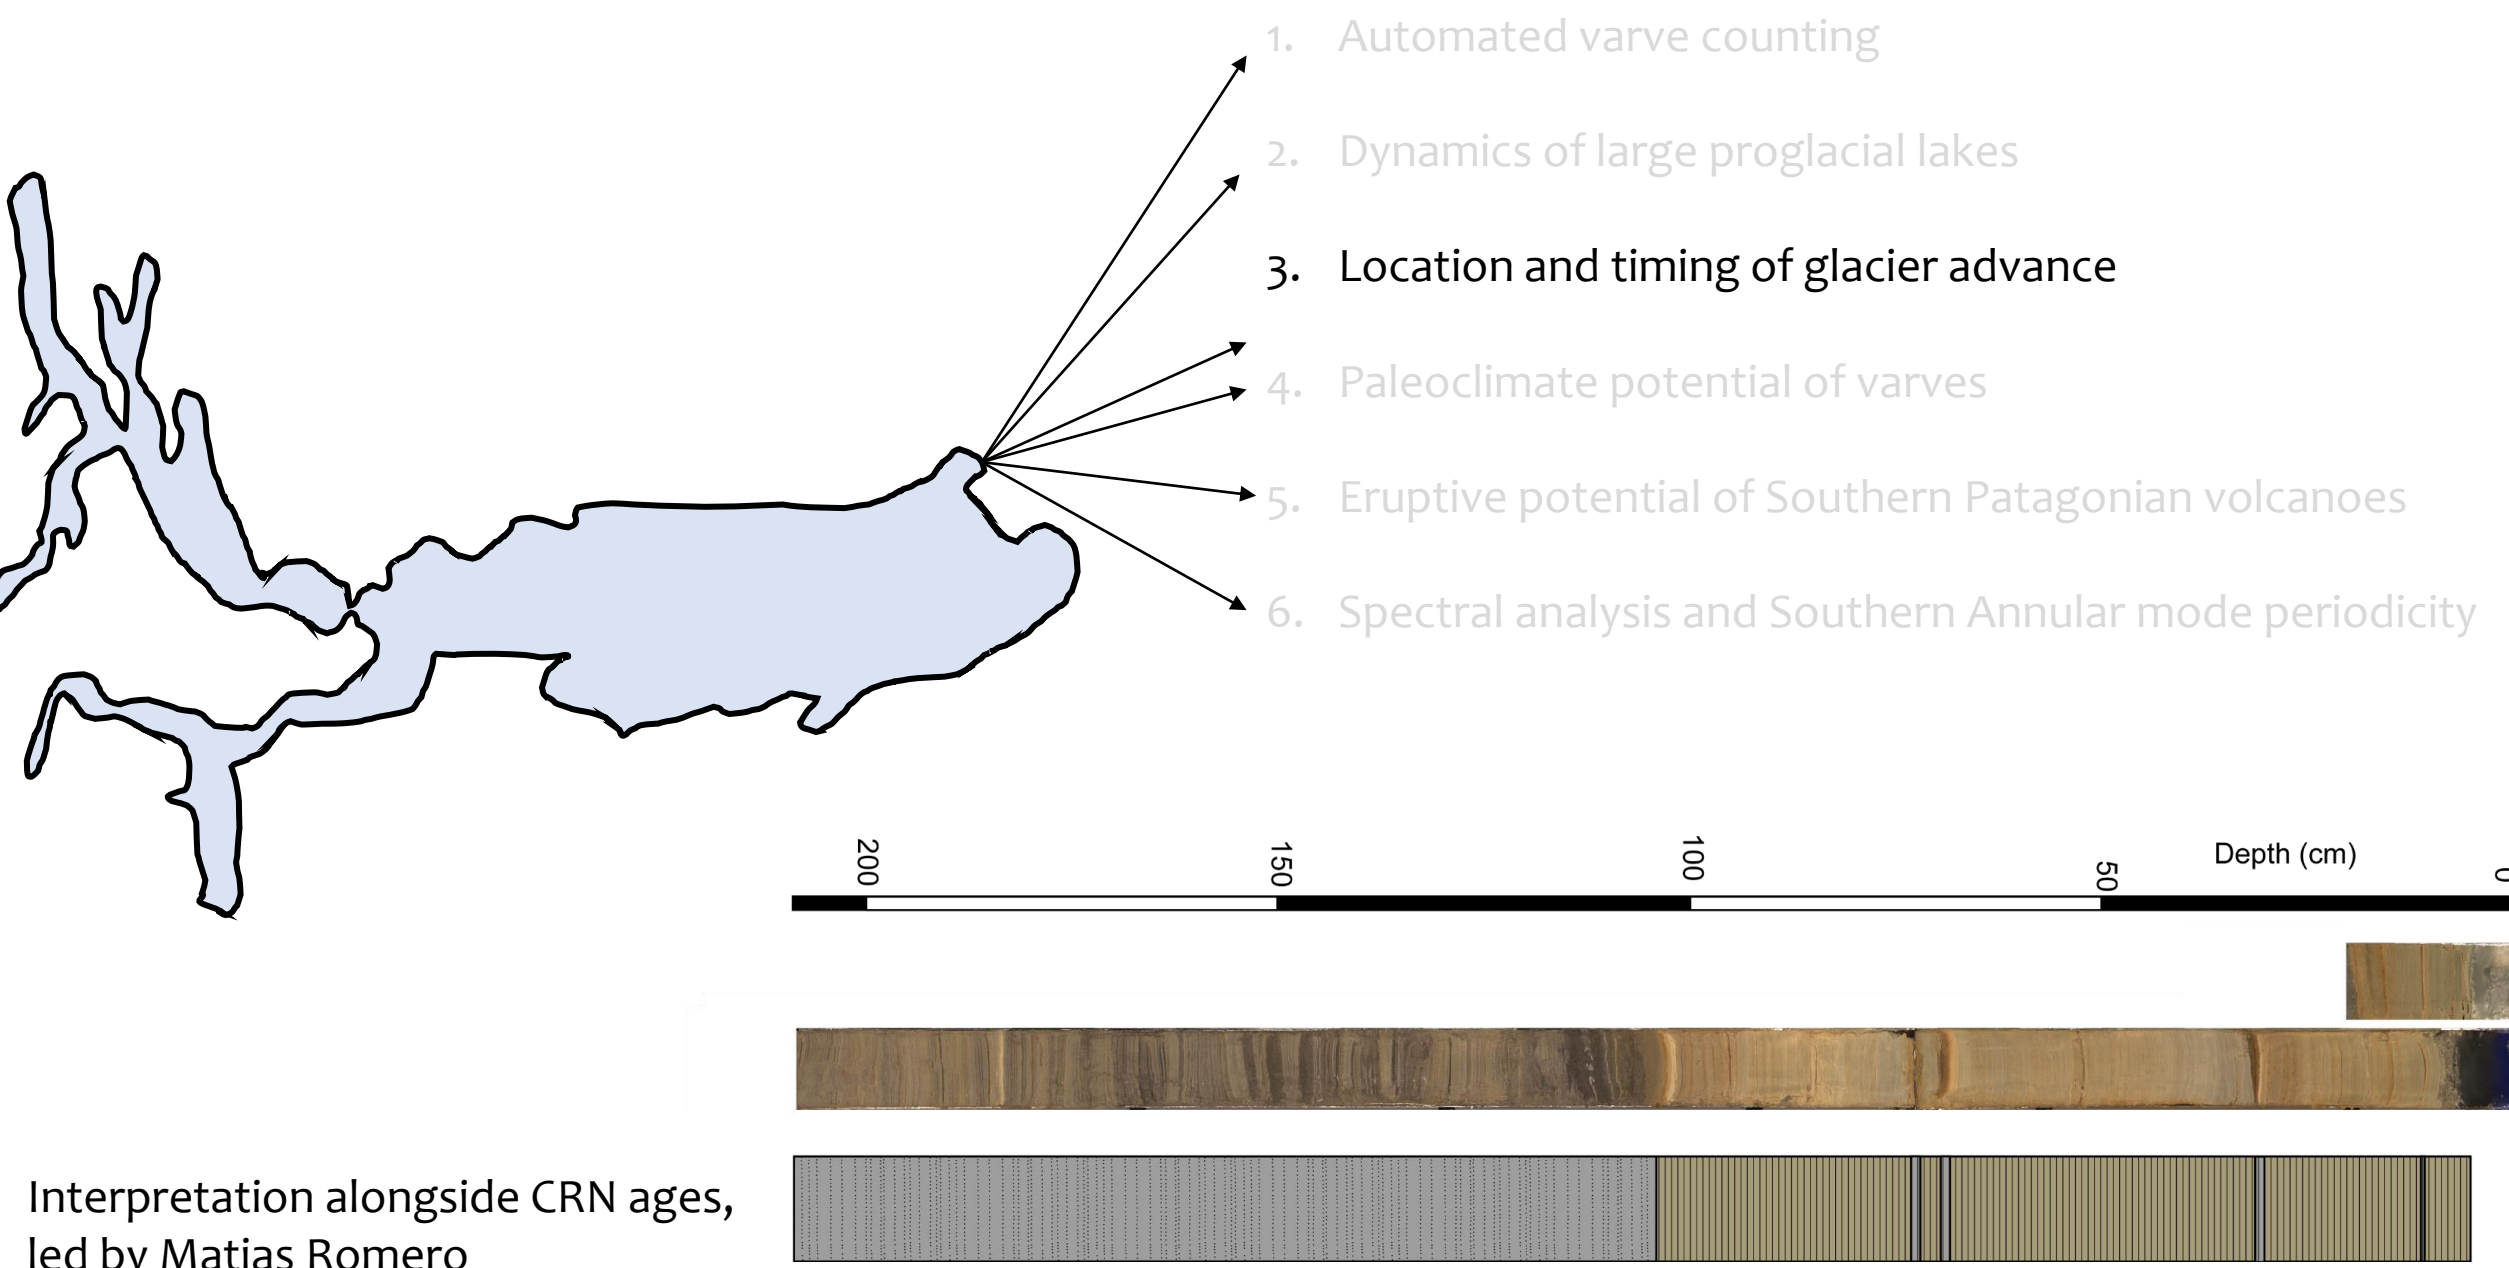 1. Automated varve counting
2. Dynamics of large proglacial lakes
3. Location and timing of glacier advance
4. Paleoclimate potential of varves
5. Eruptive potential of Southern Patagonian volcanoes
6. Spectral analysis and Southern Annular mode periodicity
200 150 100 50 Depth (cm) 0
Interpretation alongside CRN ages,
led by Matias Romero